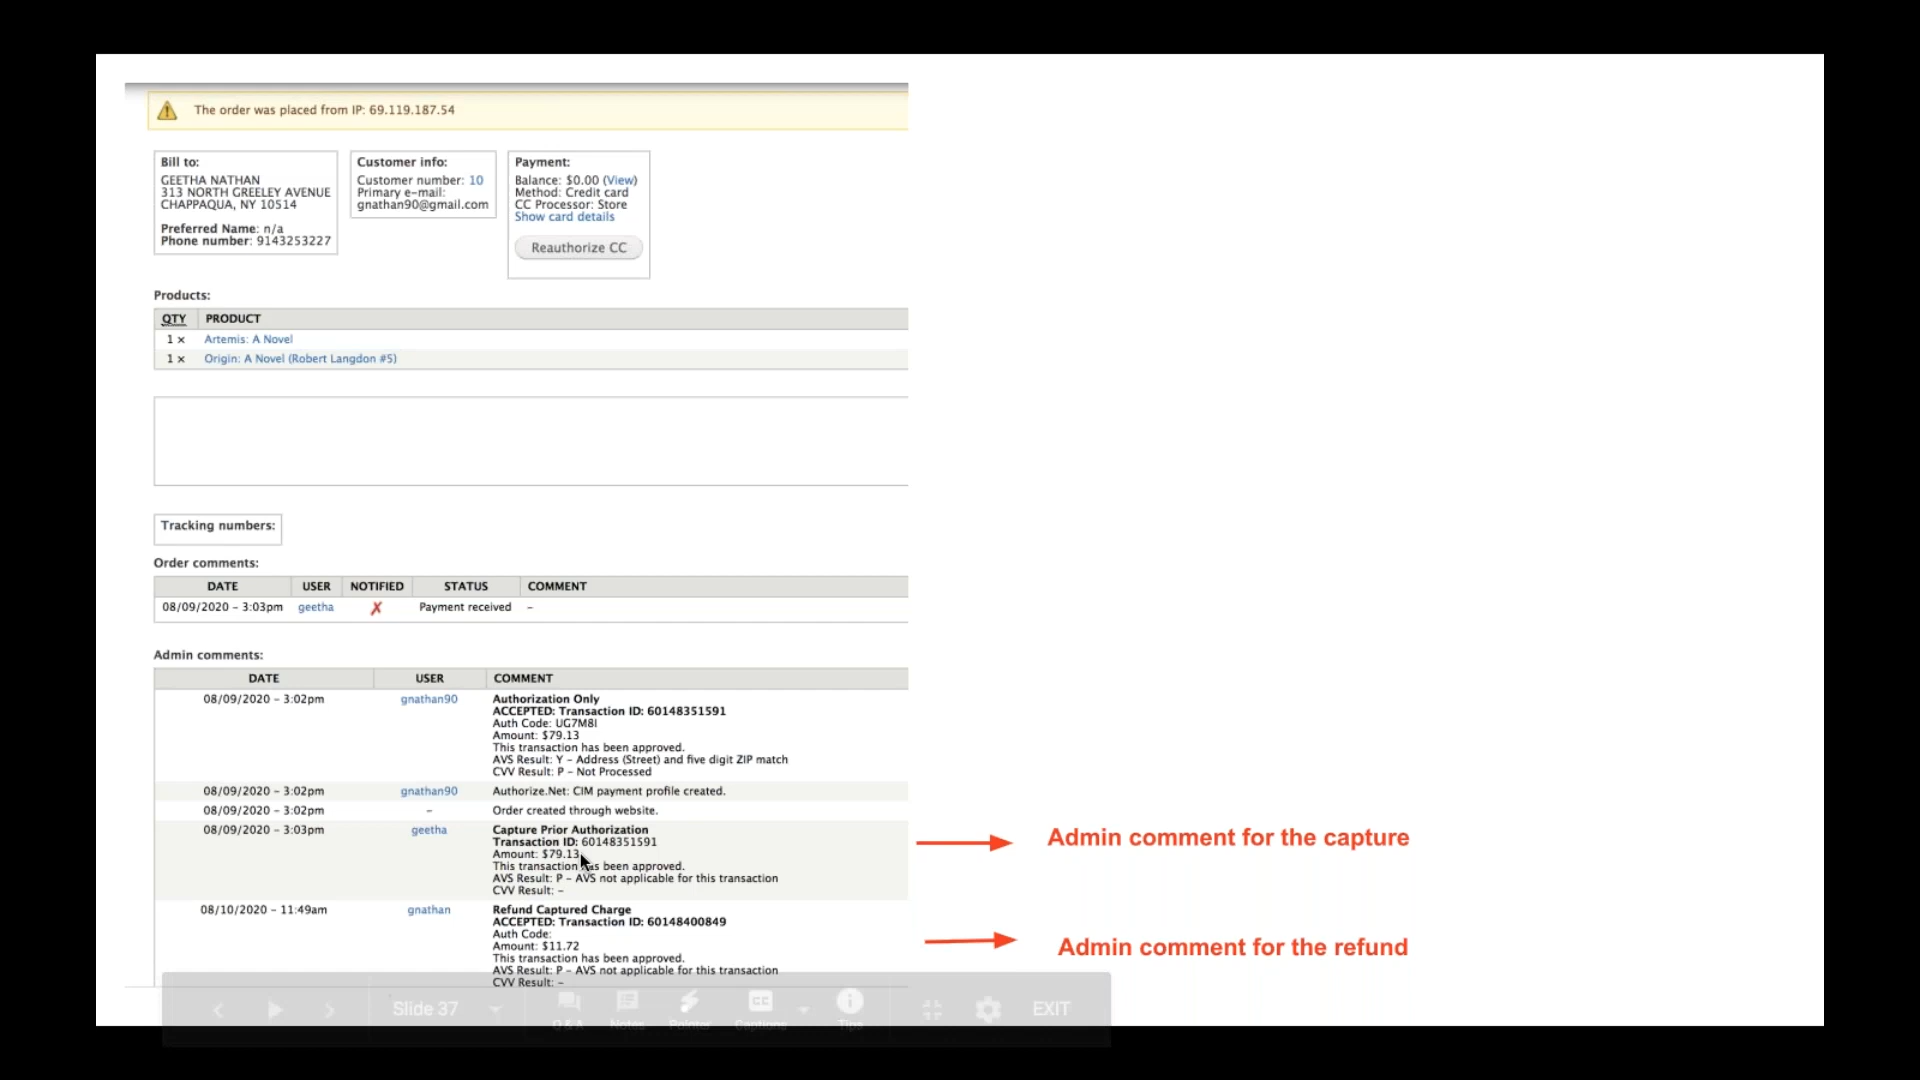 The order was placed from IP: 69.119.187.54
Bill to:
GEETHA NATHAN
313 NORTH GREELEY AVENUE
CHAPPAQUA, NY 10514
Preferred Name: n/a
Phone number: 9143253227
Customer info:
Customer number: 10
Primary e-mail:
gnathan90@gmail.com
Payment:
Balance: $0.00 (View)
Method: Credit card
CC Processor: Store
Show card details
Reauthorize CC
Products:
QTY PRODUCT
1 × Artemis: A Novel
1 × Origin: A Novel (Robert Langdon #5)
Tracking numbers:
Order comments:
DATE USER NOTIFIED STATUS COMMENT
08/09/2020 – 3:03pm geetha ✗ Payment received –
Admin comments:
DATE USER COMMENT
08/09/2020 – 3:02pm gnathan90 Authorization Only
ACCEPTED: Transaction ID: 60148351591
Auth Code: UG7M8I
Amount: $79.13
This transaction has been approved.
AVS Result: Y – Address (Street) and five digit ZIP match
CVV Result: P – Not Processed
08/09/2020 – 3:02pm gnathan90 Authorize.Net: CIM payment profile created.
08/09/2020 – 3:02pm – Order created through website.
08/09/2020 – 3:03pm geetha Capture Prior Authorization
Transaction ID: 60148351591
Amount: $79.13
This transaction has been approved.
AVS Result: P – AVS not applicable for this transaction
CVV Result: –
Admin comment for the capture
08/10/2020 – 11:49am gnathan Refund Captured Charge
ACCEPTED: Transaction ID: 60148400849
Auth Code:
Amount: $11.72
This transaction has been approved.
AVS Result: P – AVS not applicable for this transaction
CVV Result: –
Admin comment for the refund
Slide 37
Q & A
Notes
Pointer
CC
Captions
Tips
EXIT